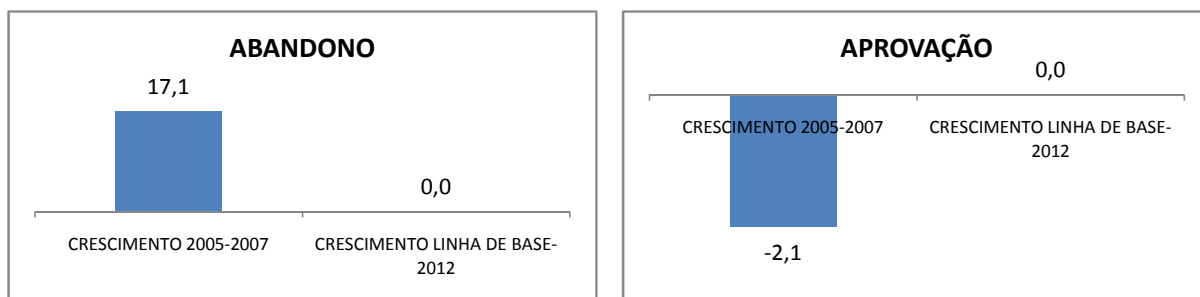 ABANDONO
17,1
0,0
CRESCIMENTO 2005-2007
CRESCIMENTO LINHA DE BASE-
2012
APROVAÇÃO
0,0
CRESCIMENTO 2005-2007
CRESCIMENTO LINHA DE BASE-
2012
-2,1